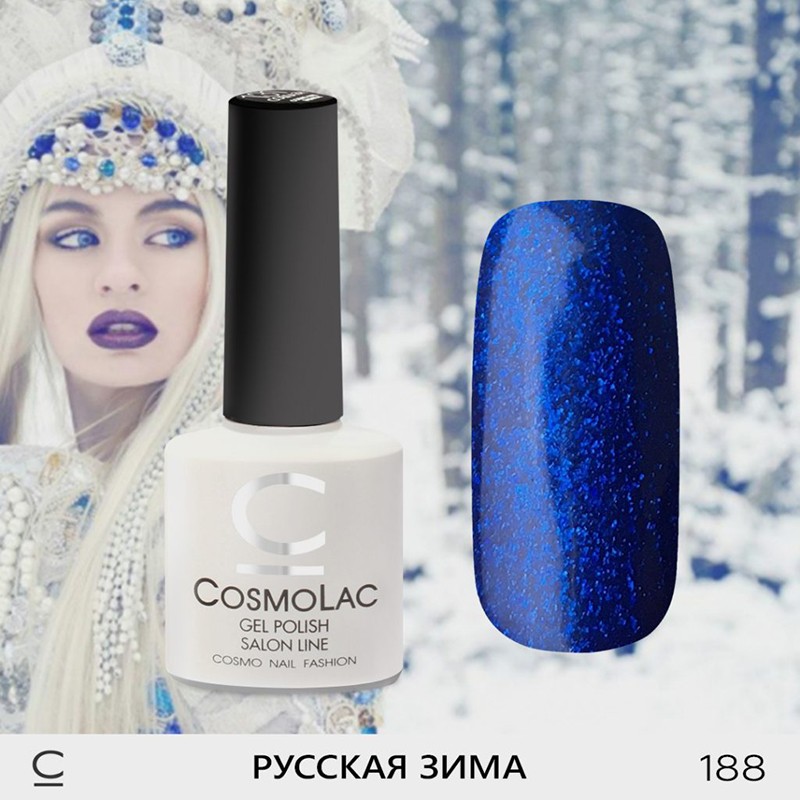 COSMOLAC
GEL POLISH
SALON LINE
COSMO NAIL FASHION
РУССКАЯ ЗИМА
188